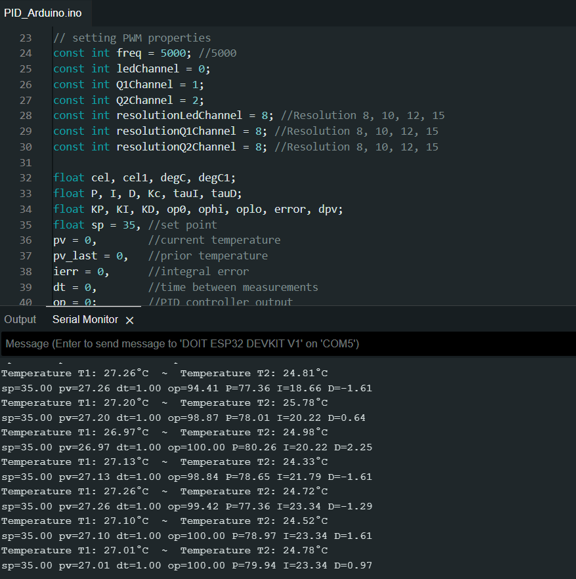 PID_Arduino.ino
23 // setting PWM properties
24 const int freq = 5000; //5000
25 const int ledChannel = 0;
26 const int Q1Channel = 1;
27 const int Q2Channel = 2;
28 const int resolutionLedChannel = 8; //Resolution 8, 10, 12, 15
29 const int resolutionQ1Channel = 8; //Resolution 8, 10, 12, 15
30 const int resolutionQ2Channel = 8; //Resolution 8, 10, 12, 15
31
32 float cel, cel1, degC, degC1;
33 float P, I, D, Kc, tauI, tauD;
34 float KP, KI, KD, op0, ophi, oplo, error, dpv;
35 float sp = 35, //set point
36 pv = 0, //current temperature
37 pv_last = 0, //prior temperature
38 ierr = 0, //integral error
39 dt = 0, //time between measurements
40 op = 0; //PID controller output
Output Serial Monitor ×
Message (Enter to send message to 'DOIT ESP32 DEVKIT V1' on 'COM5')
Temperature T1: 27.26°C ~ Temperature T2: 24.81°C
sp=35.00 pv=27.26 dt=1.00 op=94.41 P=77.36 I=18.66 D=-1.61
Temperature T1: 27.20°C ~ Temperature T2: 25.78°C
sp=35.00 pv=27.20 dt=1.00 op=98.87 P=78.01 I=20.22 D=0.64
Temperature T1: 26.97°C ~ Temperature T2: 24.98°C
sp=35.00 pv=26.97 dt=1.00 op=100.00 P=80.26 I=20.22 D=2.25
Temperature T1: 27.13°C ~ Temperature T2: 24.33°C
sp=35.00 pv=27.13 dt=1.00 op=98.84 P=78.65 I=21.79 D=-1.61
Temperature T1: 27.26°C ~ Temperature T2: 24.72°C
sp=35.00 pv=27.26 dt=1.00 op=99.42 P=77.36 I=23.34 D=-1.29
Temperature T1: 27.10°C ~ Temperature T2: 24.52°C
sp=35.00 pv=27.10 dt=1.00 op=100.00 P=78.97 I=23.34 D=1.61
Temperature T1: 27.01°C ~ Temperature T2: 24.78°C
sp=35.00 pv=27.01 dt=1.00 op=100.00 P=79.94 I=23.34 D=0.97